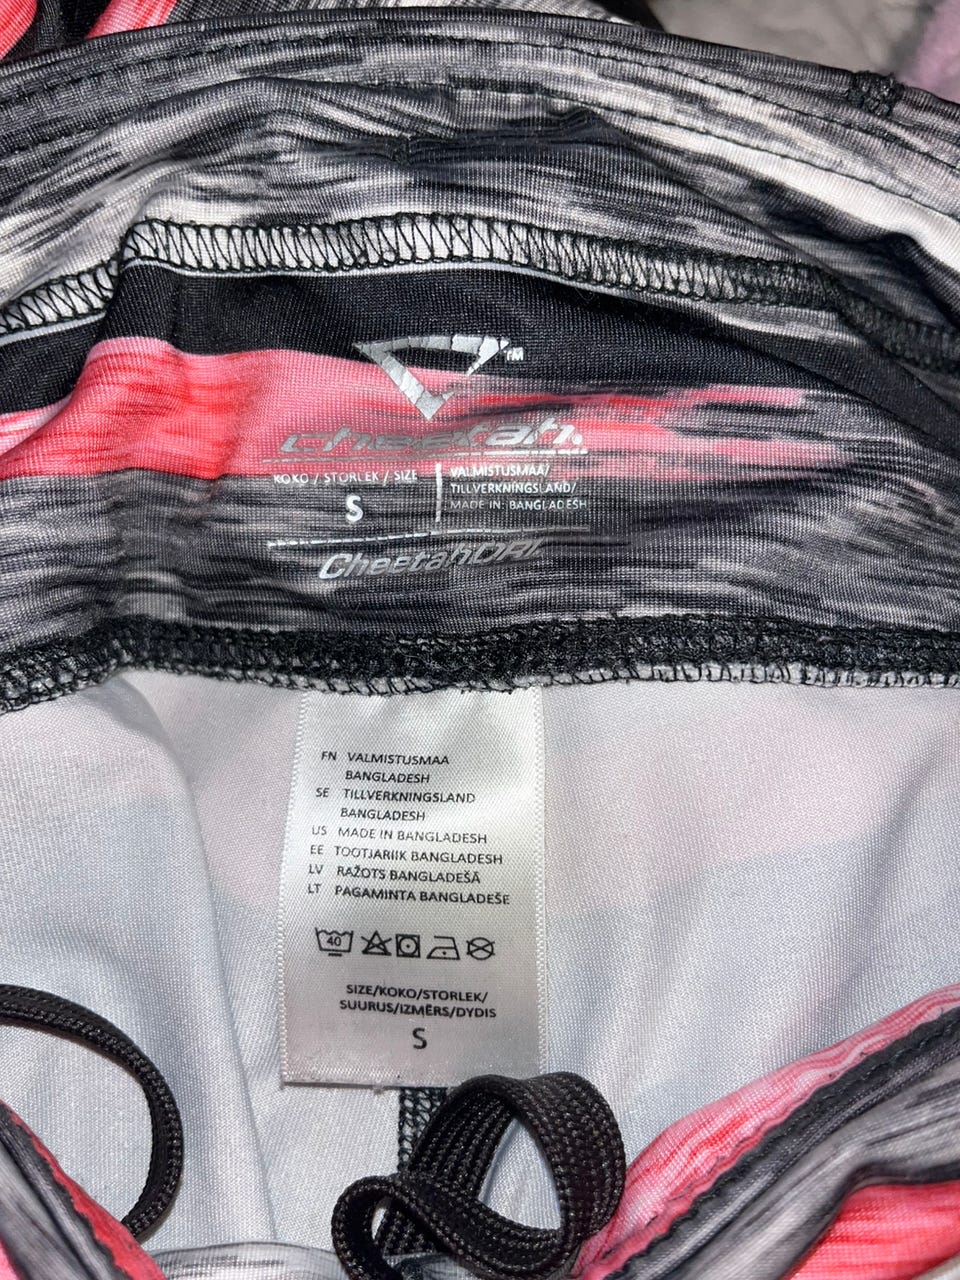 TM
cheetah.
KOKO / STORLEK / SIZE
S
VALMISTUSMAA/
TILLVERKNINGSLAND/
MADE IN: BANGLADESH
CheetahDRI
FN VALMISTUSMAA
BANGLADESH
SE TILLVERKNINGSLAND
BANGLADESH
US MADE IN BANGLADESH
EE TOOTJARIIK BANGLADESH
LV RAŽOTS BANGLADEŠĀ
LT PAGAMINTA BANGLADEŠE
40
SIZE/KOKO/STORLEK/
SUURUS/IZMĒRS/DYDIS
S